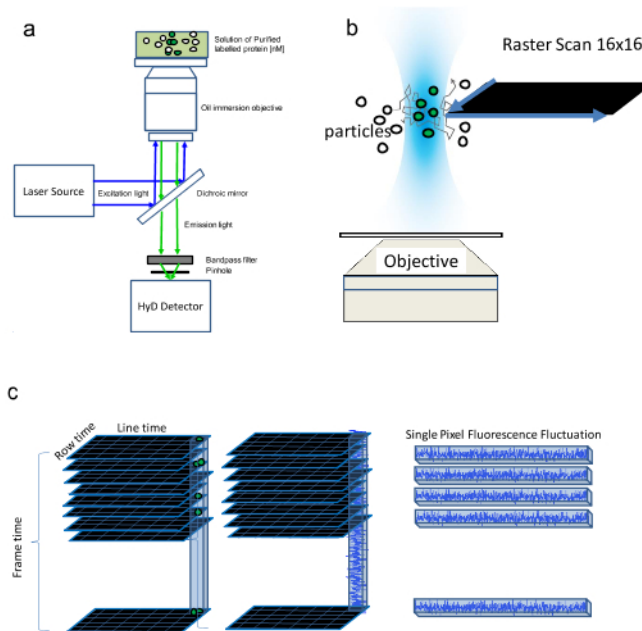 a
Solution of Purified
labelled protein [nM]
Oil immersion objective
Laser Source
Excitation light
Dichroic mirror
Emission light
Bandpass filter
Pinhole
HyD Detector
b
Raster Scan 16x16
particles
Objective
c
Row time
Line time
Frame time
Single Pixel Fluorescence Fluctuation